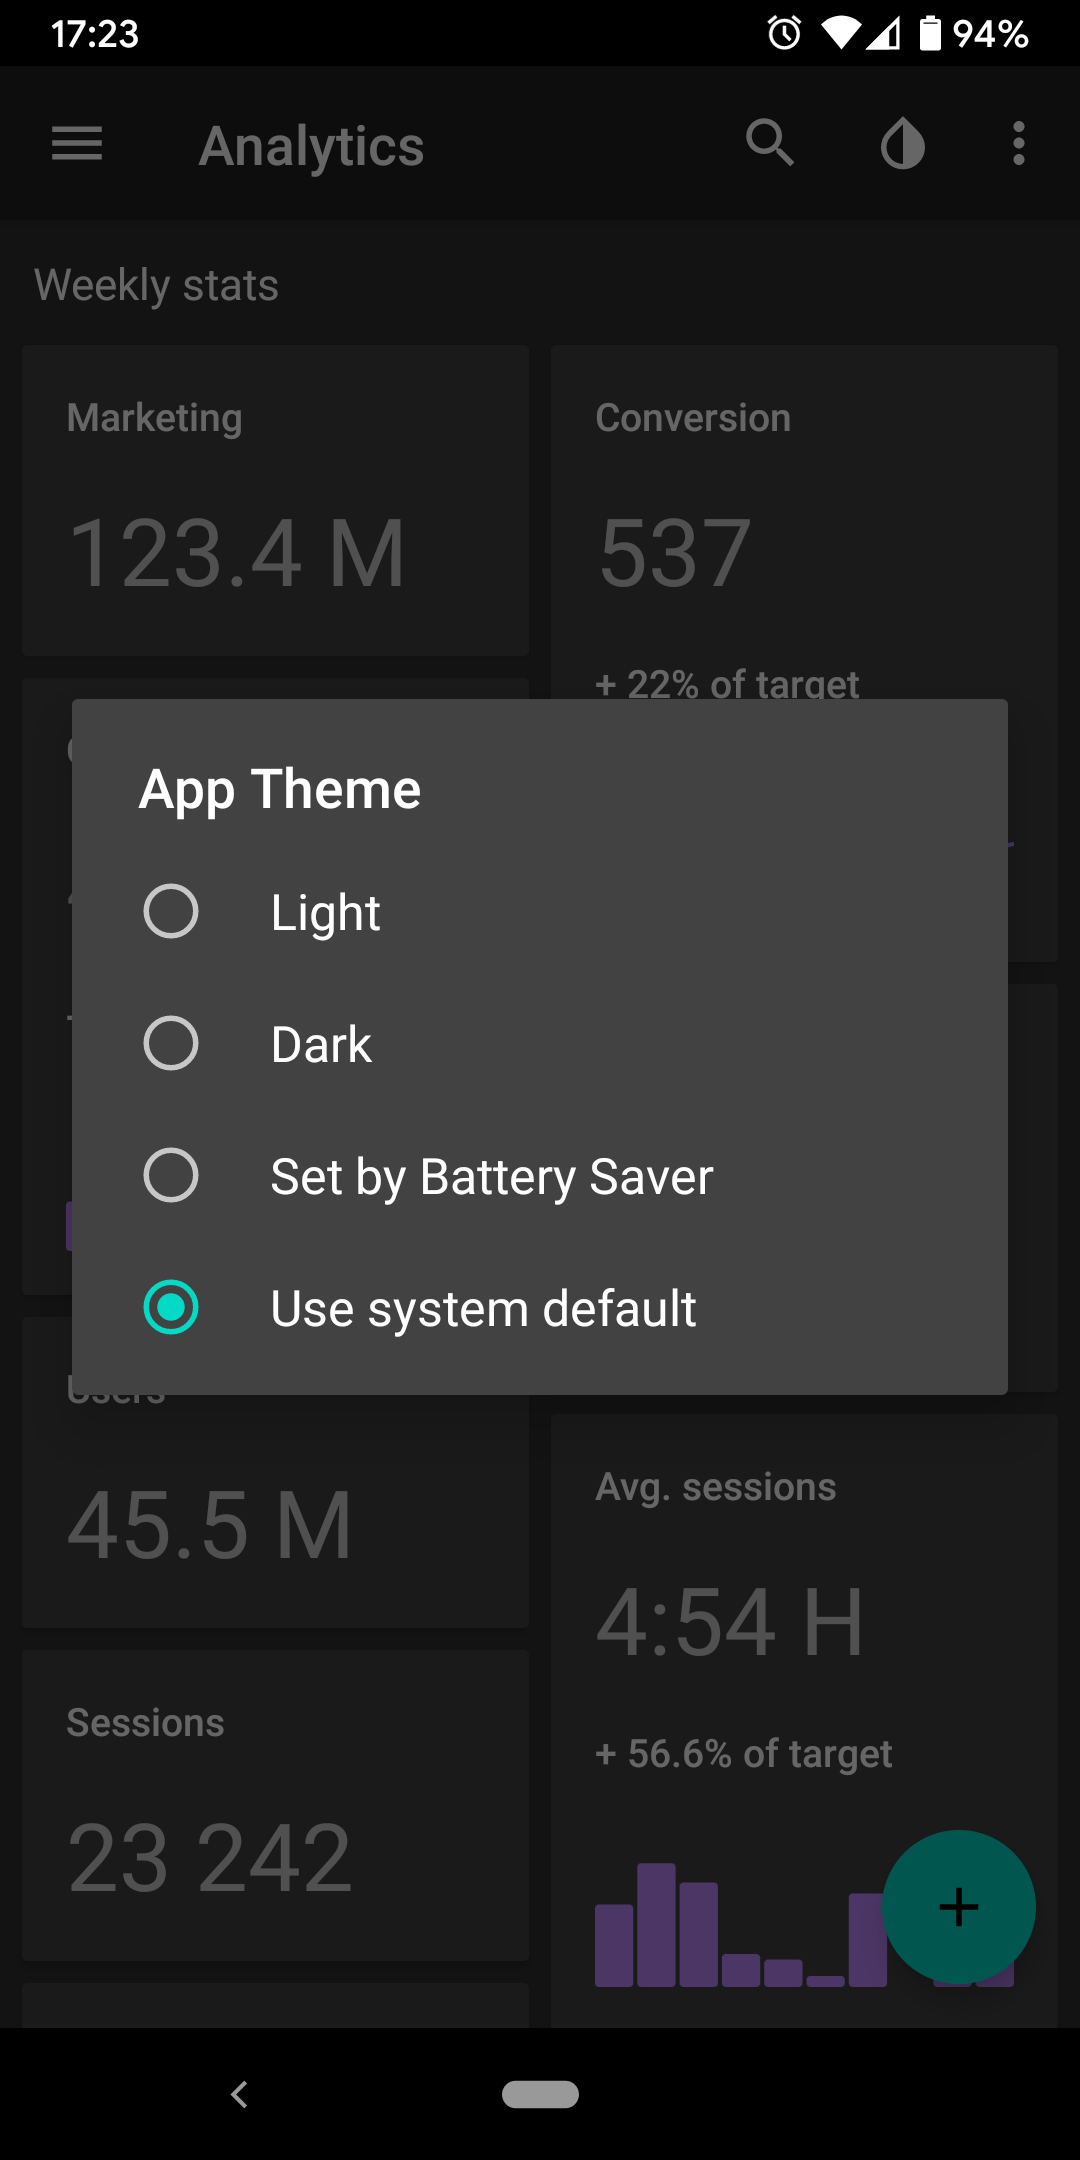 17:23
94%
Analytics
Weekly stats
Marketing
123.4 M
Conversion
537
+ 22% of target
App Theme
Light
Dark
Set by Battery Saver
Use system default
Users
45.5 M
Avg. sessions
4:54 H
+ 56.6% of target
Sessions
23 242